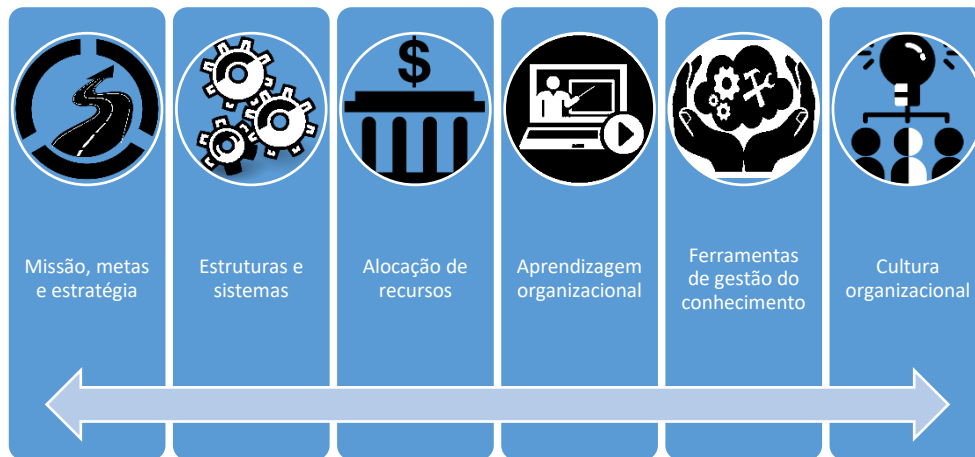 $
Missão, metas
e estratégia
Estruturas e
sistemas
Alocação de
recursos
Aprendizagem
organizacional
Ferramentas
de gestão do
conhecimento
Cultura
organizacional